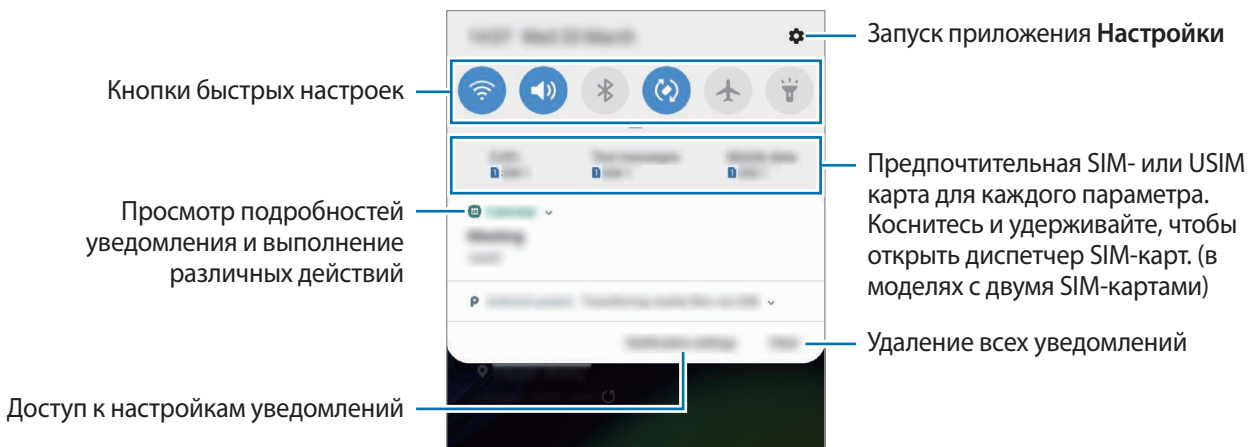 Запуск приложения Настройки
Кнопки быстрых настроек
Предпочтительная SIM- или USIM
карта для каждого параметра.
Коснитесь и удерживайте, чтобы
открыть диспетчер SIM-карт. (в
моделях с двумя SIM-картами)
Просмотр подробностей
уведомления и выполнение
различных действий
Удаление всех уведомлений
Доступ к настройкам уведомлений